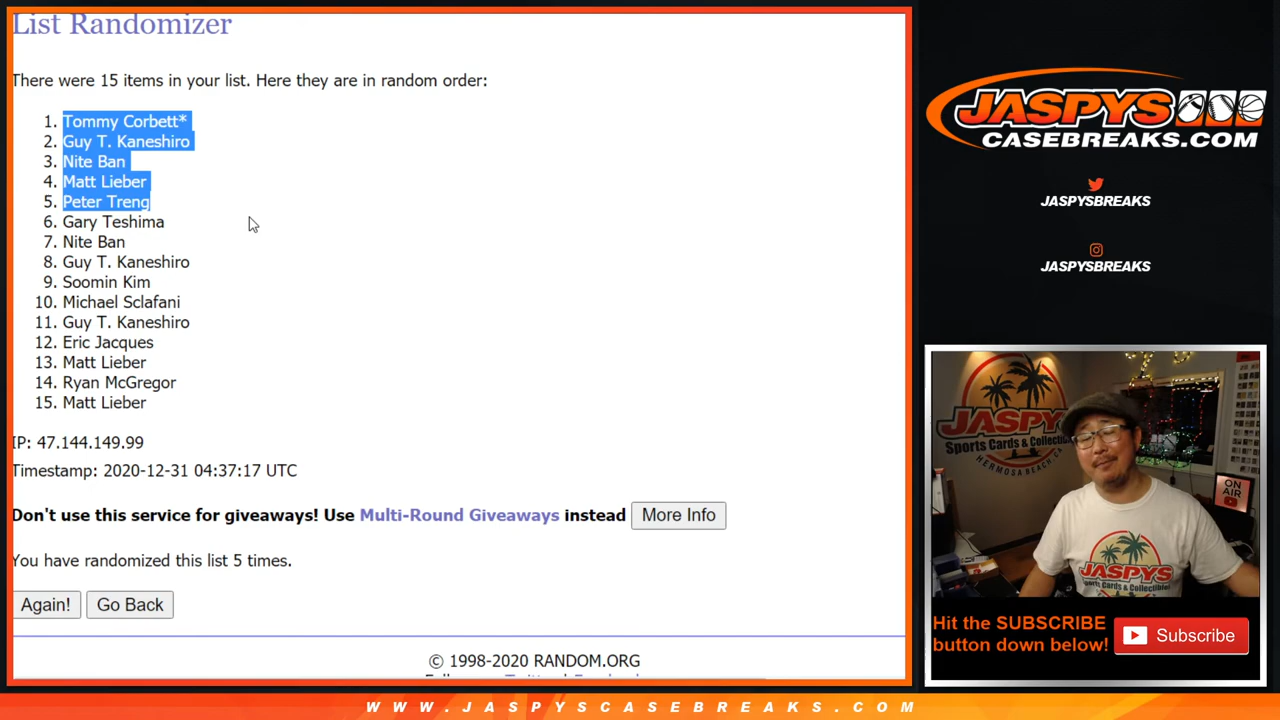 List Randomizer
There were 15 items in your list. Here they are in random order:
1. Tommy Corbett*
2. Guy T. Kaneshiro
3. Nite Ban
4. Matt Lieber
5. Peter Treng
6. Gary Teshima
7. Nite Ban
8. Guy T. Kaneshiro
9. Soomin Kim
10. Michael Sclafani
11. Guy T. Kaneshiro
12. Eric Jacques
13. Matt Lieber
14. Ryan McGregor
15. Matt Lieber
IP: 47.144.149.99
Timestamp: 2020-12-31 04:37:17 UTC
Don't use this service for giveaways! Use Multi-Round Giveaways instead More Info
You have randomized this list 5 times.
Again! Go Back
© 1998-2020 RANDOM.ORG
JASPYS
CASEBREAKS.COM
JASPYSBREAKS
JASPYSBREAKS
JASPYS
Sports Cards & Collectibl
HERMOSA BEACH, CA
ON
AIR
JASPYS
Sports Cards & Collectibles
Hit the SUBSCRIBE
button down below!
Subscribe
WWW.JASPYSCASEBREAKS.COM